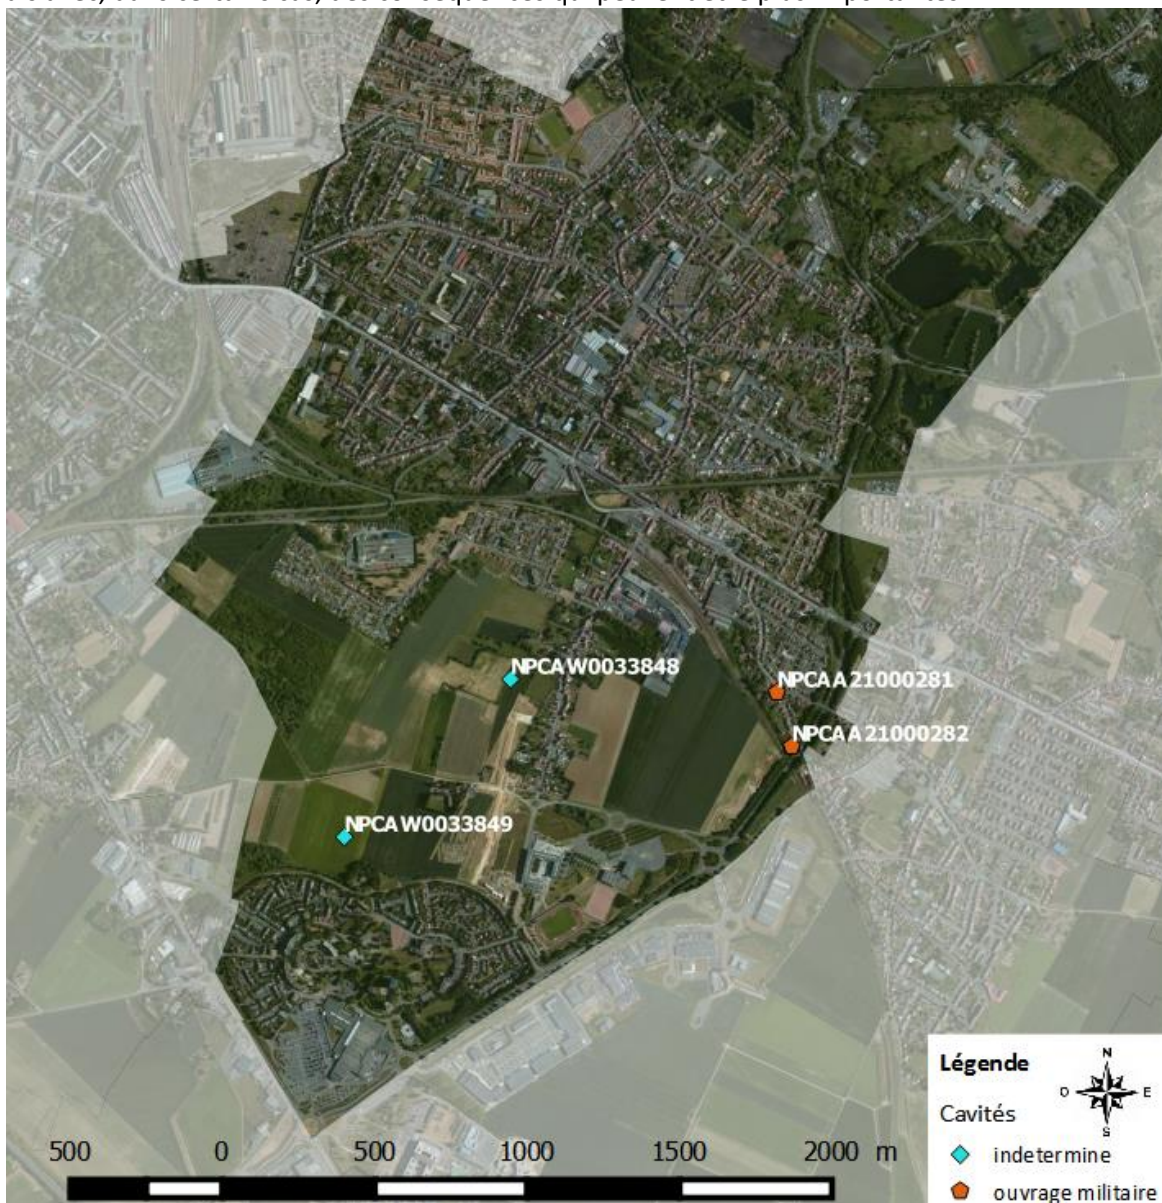 NPCAW0033848
NPCAA21000281
NPCAA21000282
NPCAW0033849
Légende
N
O
E
S
Cavités
indetermine
ouvrage militaire
500 0 500 1000 1500 2000 m